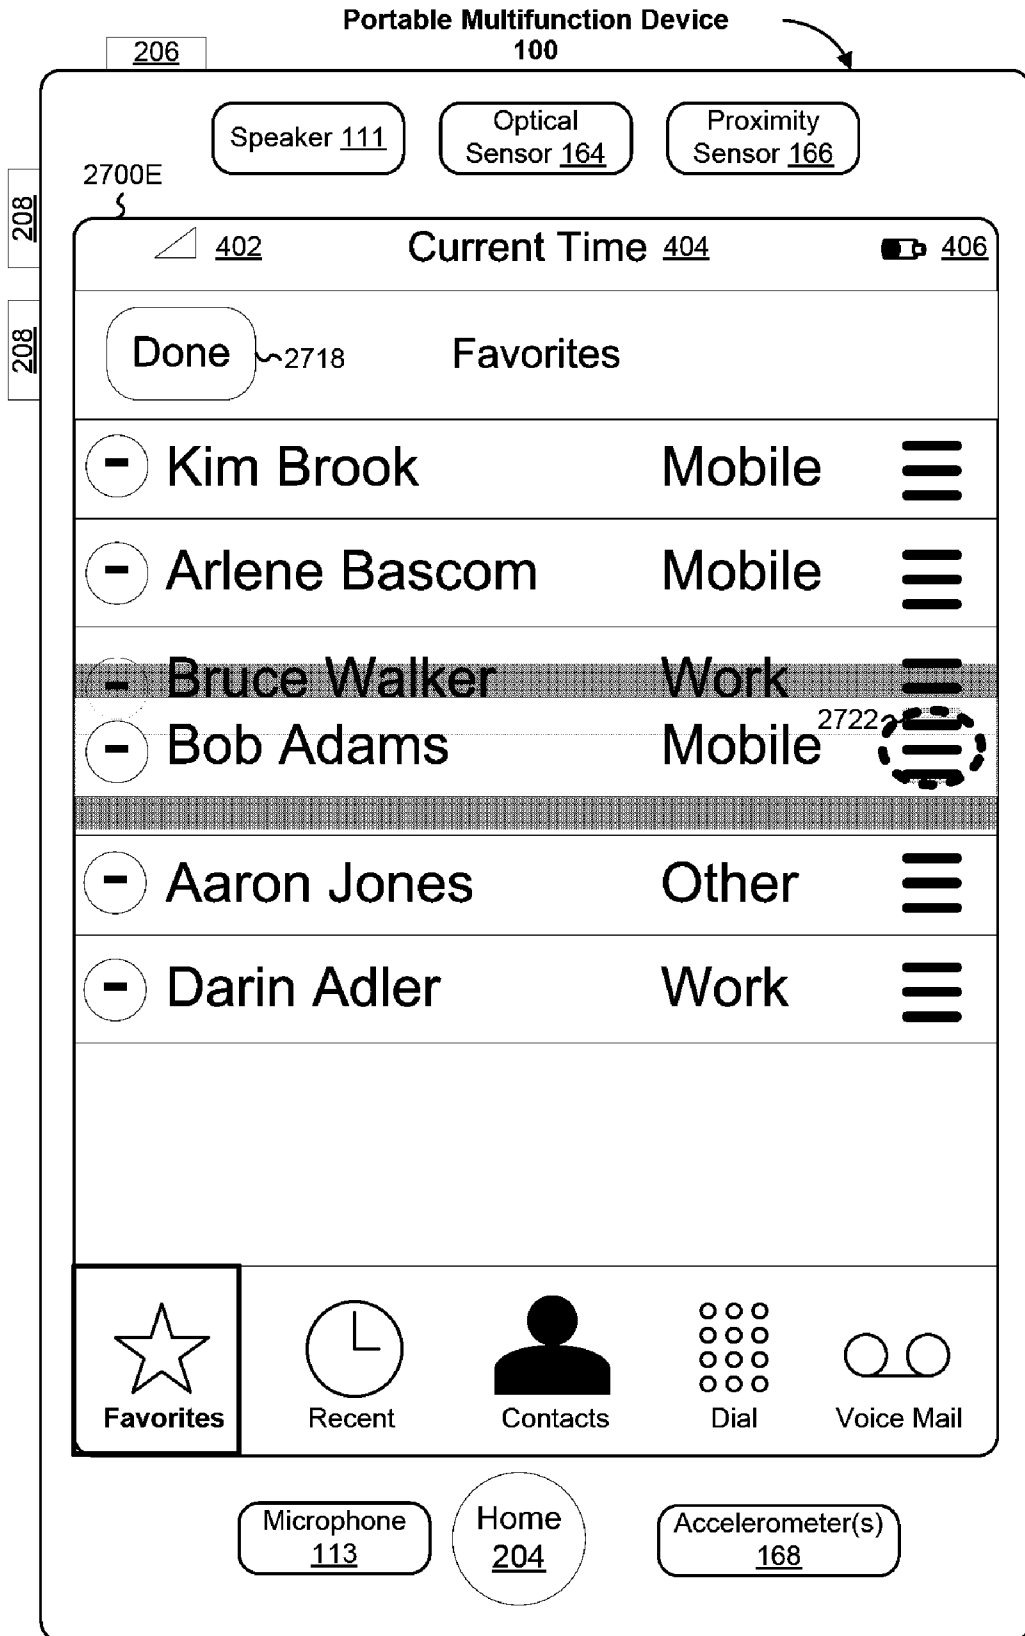 Portable Multifunction Device
100
206
Speaker 111
Optical
Sensor 164
Proximity
Sensor 166
2700E
208
208
402
Current Time 404
406
Done
2718
Favorites
- Kim Brook Mobile
- Arlene Bascom Mobile
- Bruce Walker Work
2722
- Bob Adams Mobile
- Aaron Jones Other
- Darin Adler Work
Favorites
Recent
Contacts
Dial
Voice Mail
Microphone
113
Home
204
Accelerometer(s)
168